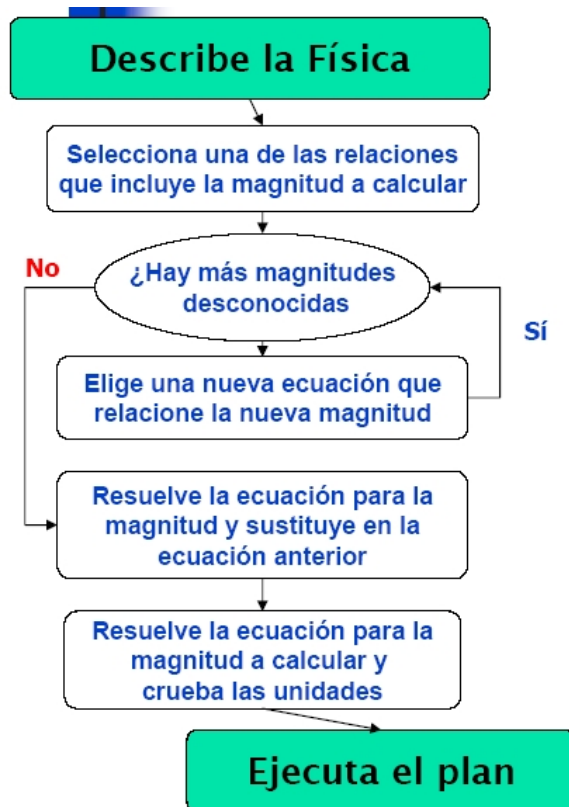 Describe la Física
Selecciona una de las relaciones
que incluye la magnitud a calcular
No
¿Hay más magnitudes
desconocidas
Sí
Elige una nueva ecuación que
relacione la nueva magnitud
Resuelve la ecuación para la
magnitud y sustituye en la
ecuación anterior
Resuelve la ecuación para la
magnitud a calcular y
crueba las unidades
Ejecuta el plan